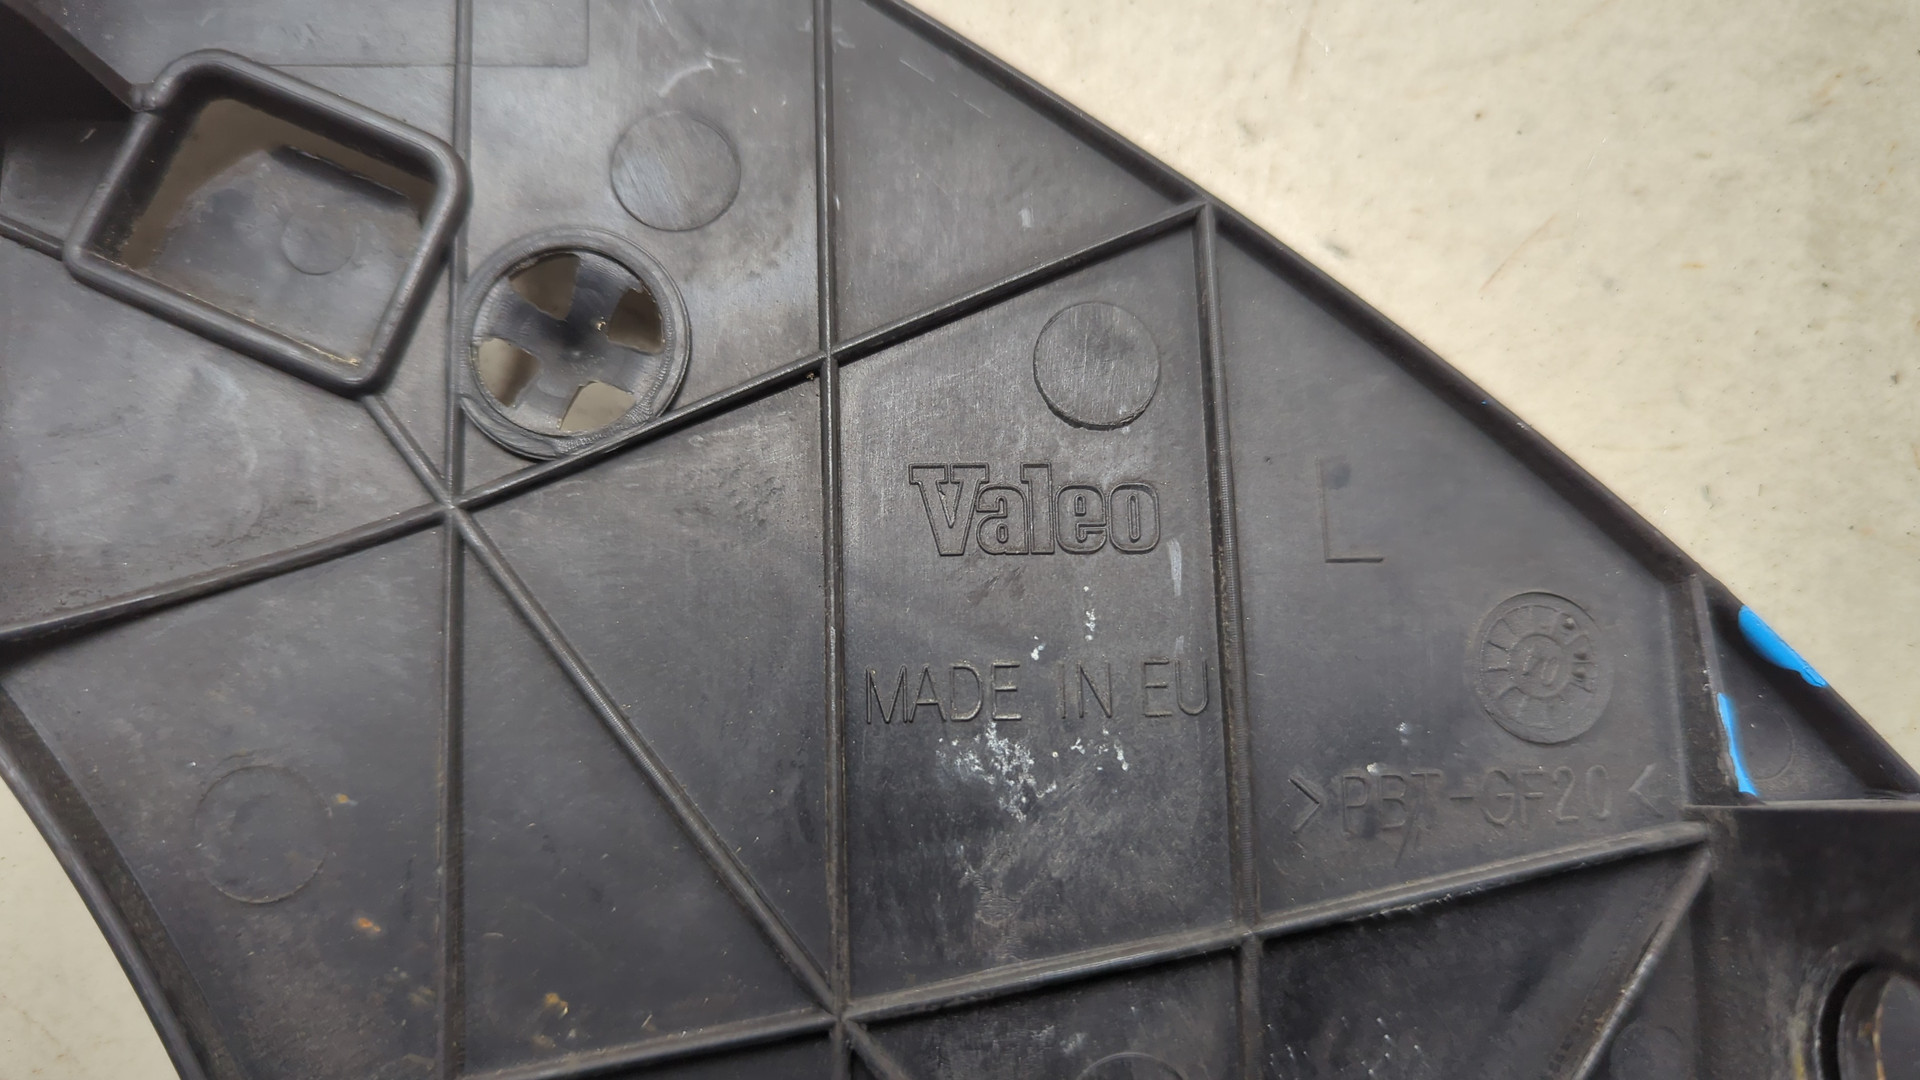 Valeo
L
MADE IN EU
>PBT-GF20<